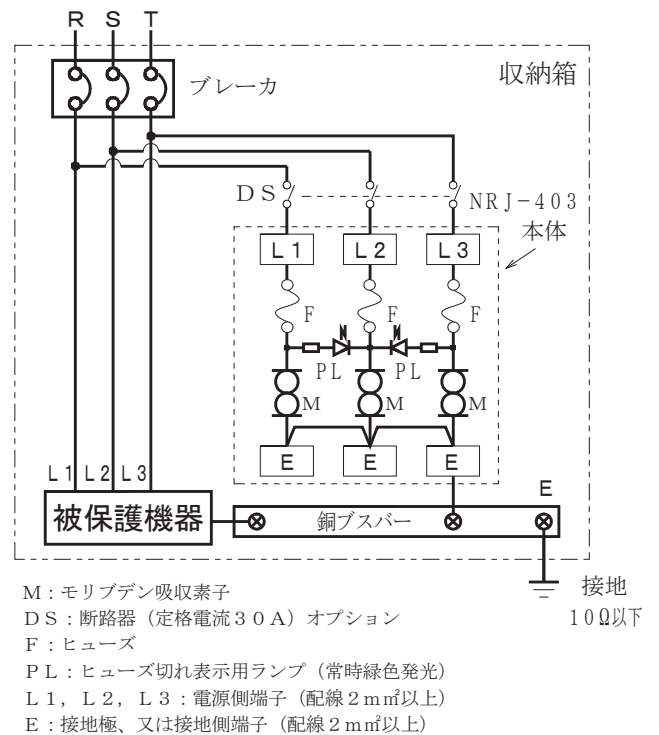 R S T
ブレーカ
収納箱
DS
NRJ−403
本体
L1 L2 L3
F F F
PL PL
M M M
E E E
L1 L2 L3
E
被保護機器
銅ブスバー
接地
10Ω以下
M：モリブデン吸収素子
DS：断路器（定格電流３０Ａ）オプション
F：ヒューズ
PL：ヒューズ切れ表示用ランプ（常時緑色発光）
L1，L2，L3：電源側端子（配線２ｍ㎡以上）
E：接地極、又は接地側端子（配線２ｍ㎡以上）